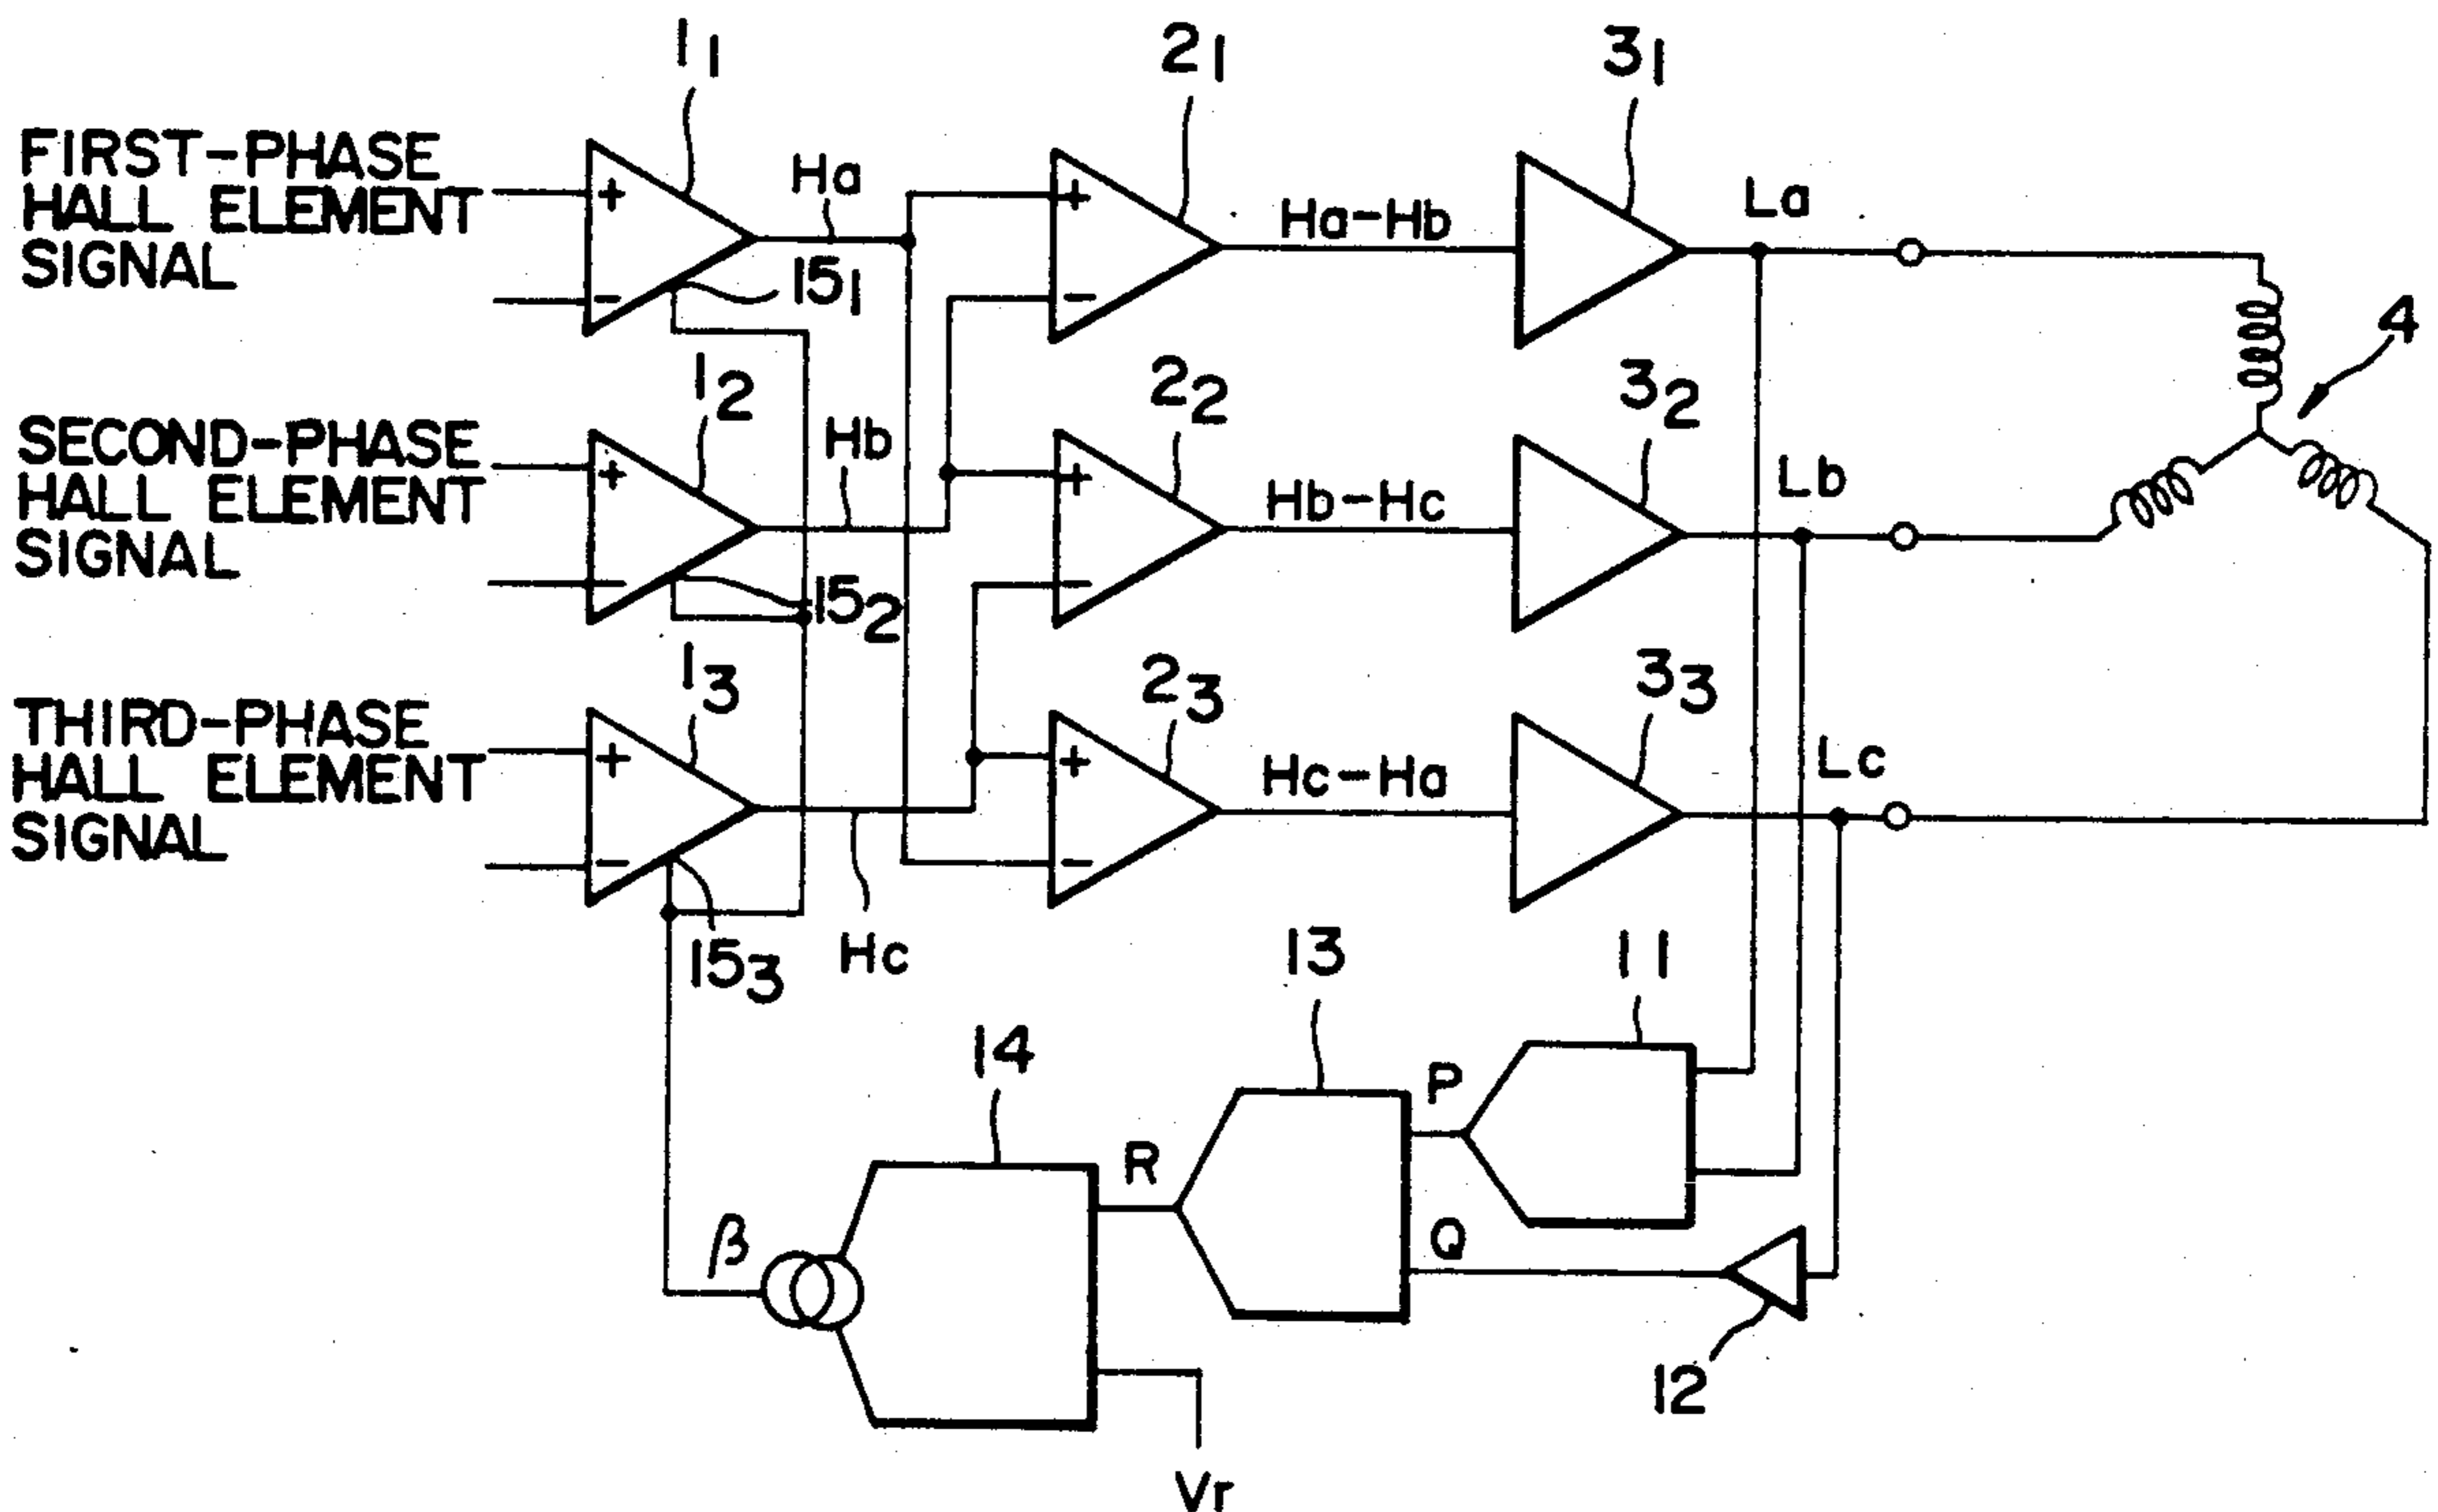 1₁
2₁
3₁
FIRST-PHASE
HALL ELEMENT
SIGNAL
+
−
Ha
15₁
+
−
Ha-Hb
La
4
1₂
2₂
3₂
SECOND-PHASE
HALL ELEMENT
SIGNAL
+
−
Hb
15₂
+
−
Hb-Hc
Lb
1₃
2₃
3₃
THIRD-PHASE
HALL ELEMENT
SIGNAL
+
−
Hc
15₃
+
−
Hc-Ha
Lc
13
11
14
P
R
Q
β
12
Vr